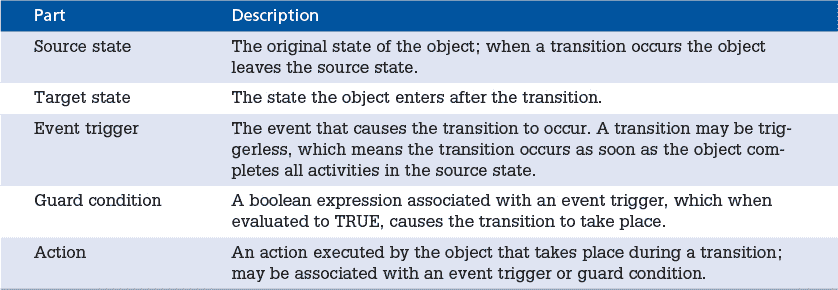 Part Description
Source state The original state of the object; when a transition occurs the object
leaves the source state.
Target state The state the object enters after the transition.
Event trigger The event that causes the transition to occur. A transition may be trig-
gerless, which means the transition occurs as soon as the object com-
pletes all activities in the source state.
Guard condition A boolean expression associated with an event trigger, which when
evaluated to TRUE, causes the transition to take place.
Action An action executed by the object that takes place during a transition;
may be associated with an event trigger or guard condition.